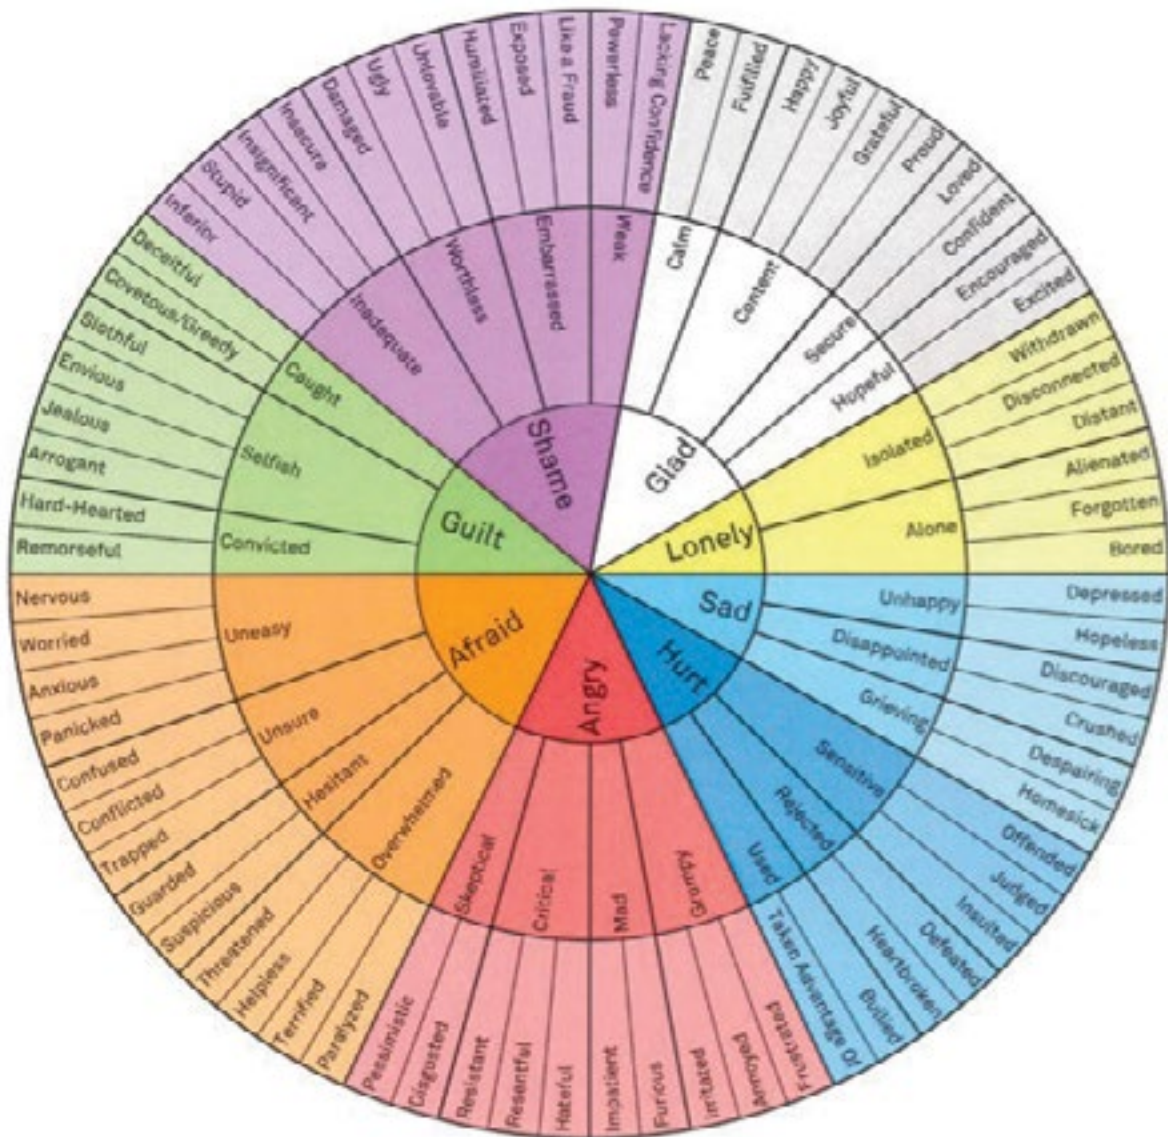 Shame
Glad
Lonely
Sad
Hurt
Angry
Afraid
Guilt
Inadequate
Worthless
Embarrassed
Weak
Calm
Content
Secure
Hopeful
Isolated
Alone
Unhappy
Disappointed
Grieving
Sensitive
Rejected
Used
Grumpy
Mad
Critical
Skeptical
Overwhelmed
Hesitant
Unsure
Uneasy
Convicted
Selfish
Caught
Inferior
Stupid
Insignificant
Insecure
Damaged
Ugly
Unlovable
Humiliated
Exposed
Like a Fraud
Powerless
Lacking Confidence
Peace
Fulfilled
Happy
Joyful
Grateful
Proud
Loved
Confident
Encouraged
Excited
Withdrawn
Disconnected
Distant
Alienated
Forgotten
Bored
Depressed
Hopeless
Discouraged
Crushed
Despairing
Homesick
Offended
Judged
Insulted
Defeated
Heartbroken
Bullied
Taken Advantage Of
Frustrated
Annoyed
Irritated
Furious
Impatient
Hateful
Resentful
Resistant
Disgusted
Pessimistic
Paralyzed
Terrified
Helpless
Threatened
Suspicious
Guarded
Trapped
Conflicted
Confused
Panicked
Anxious
Worried
Nervous
Remorseful
Hard-Hearted
Arrogant
Jealous
Envious
Slothful
Covetous/Greedy
Deceitful